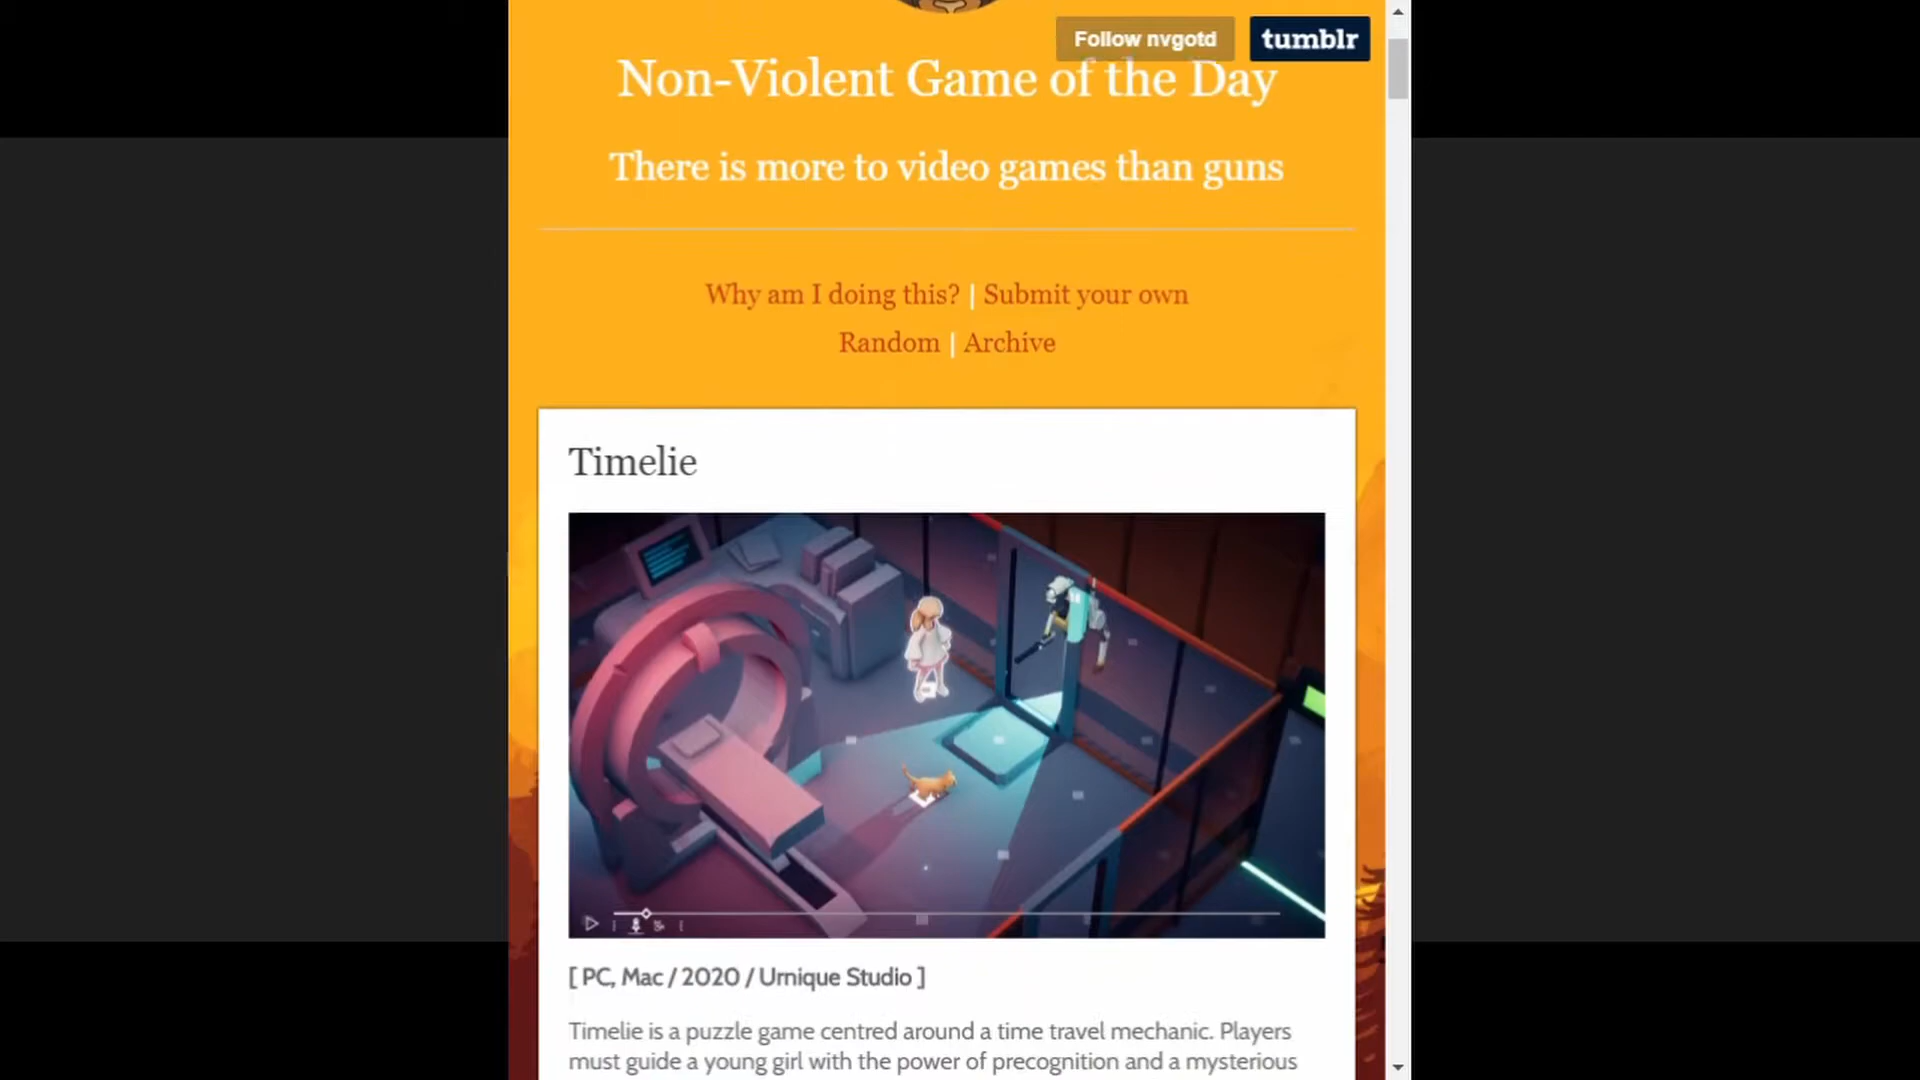 Follow nvgotd
tumblr
Non-Violent Game of the Day
There is more to video games than guns
Why am I doing this? | Submit your own
Random | Archive
Timelie
[ PC, Mac / 2020 / Urnique Studio ]
Timelie is a puzzle game centred around a time travel mechanic. Players
must guide a young girl with the power of precognition and a mysterious